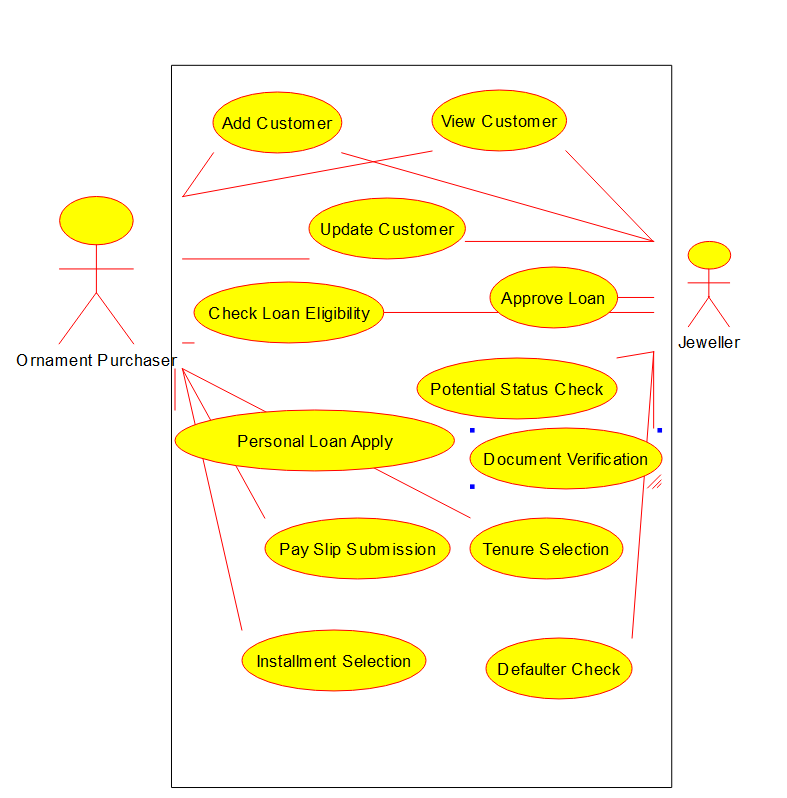 Add Customer
View Customer
Update Customer
Approve Loan
Check Loan Eligibility
Jeweller
Ornament Purchaser
Potential Status Check
Personal Loan Apply
Document Verification
Pay Slip Submission
Tenure Selection
Installment Selection
Defaulter Check